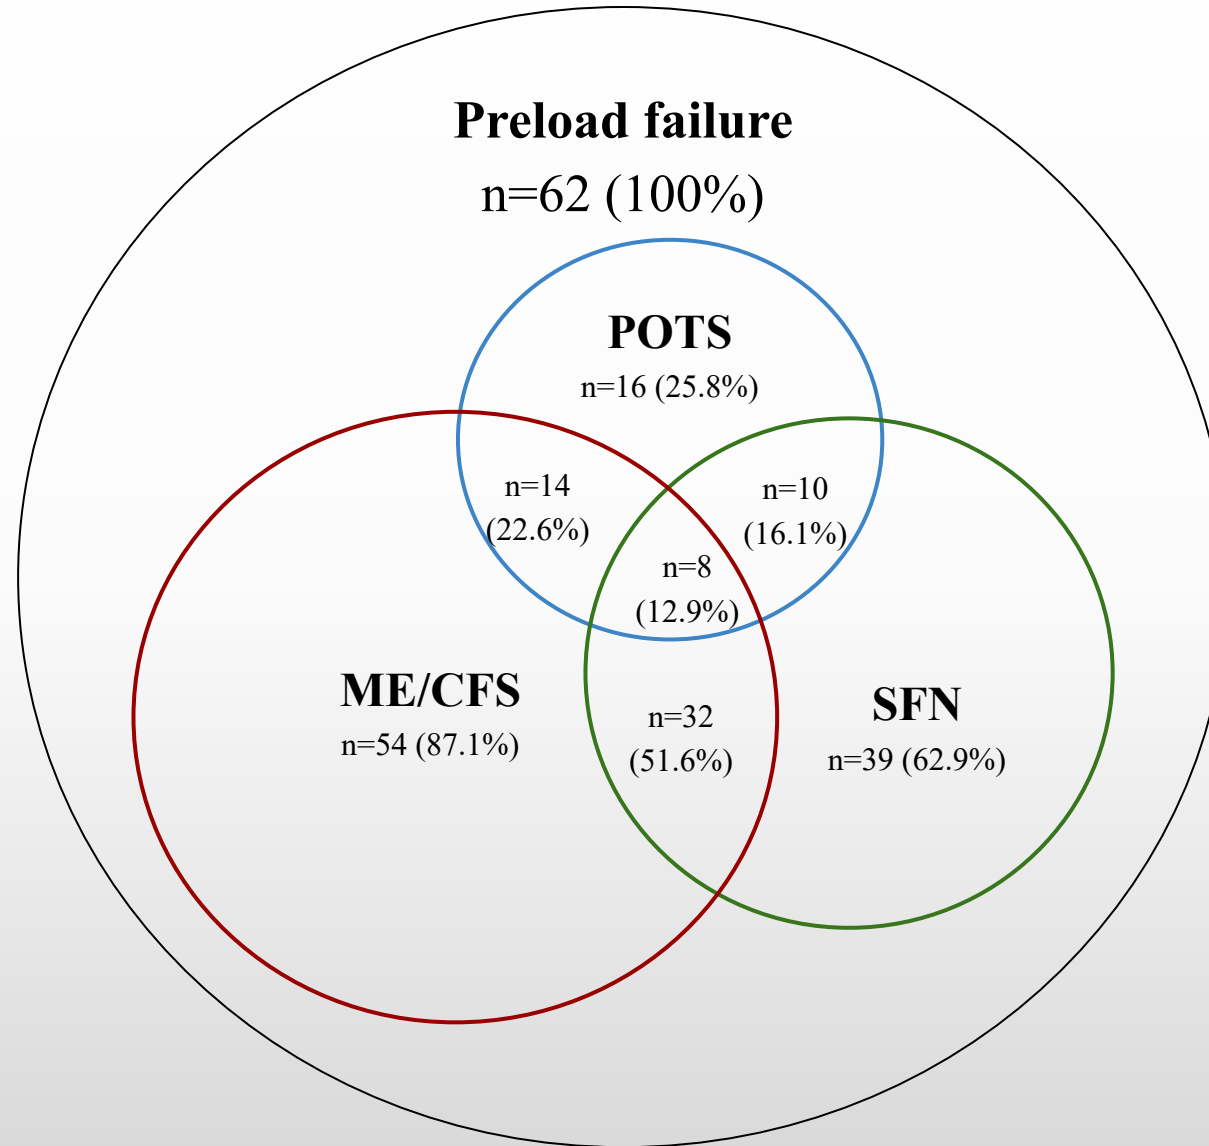 Preload failure
n=62 (100%)
POTS
n=16 (25.8%)
n=14
(22.6%)
n=10
(16.1%)
n=8
(12.9%)
ME/CFS
n=54 (87.1%)
n=32
(51.6%)
SFN
n=39 (62.9%)